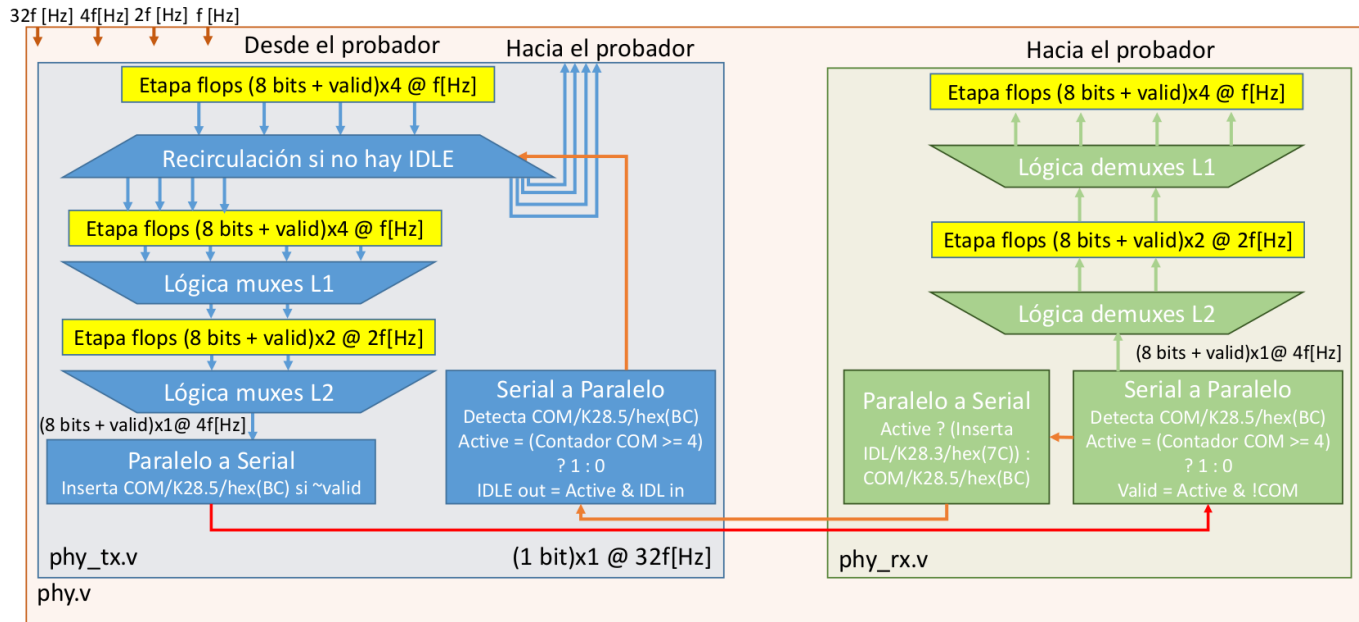 32f [Hz] 4f[Hz] 2f [Hz] f [Hz]
Desde el probador
Hacia el probador
Etapa flops (8 bits + valid)x4 @ f[Hz]
Recirculación si no hay IDLE
Etapa flops (8 bits + valid)x4 @ f[Hz]
Lógica muxes L1
Etapa flops (8 bits + valid)x2 @ 2f[Hz]
Lógica muxes L2
(8 bits + valid)x1@ 4f[Hz]
Paralelo a Serial
Inserta COM/K28.5/hex(BC) si ~valid
Serial a Paralelo
Detecta COM/K28.5/hex(BC)
Active = (Contador COM >= 4)
? 1 : 0
IDLE out = Active & IDL in
phy_tx.v
(1 bit)x1 @ 32f[Hz]
phy.v
Hacia el probador
Etapa flops (8 bits + valid)x4 @ f[Hz]
Lógica demuxes L1
Etapa flops (8 bits + valid)x2 @ 2f[Hz]
Lógica demuxes L2
(8 bits + valid)x1@ 4f[Hz]
Paralelo a Serial
Active ? (Inserta
IDL/K28.3/hex(7C)) :
COM/K28.5/hex(BC)
Serial a Paralelo
Detecta COM/K28.5/hex(BC)
Active = (Contador COM >= 4)
? 1 : 0
Valid = Active & !COM
phy_rx.v